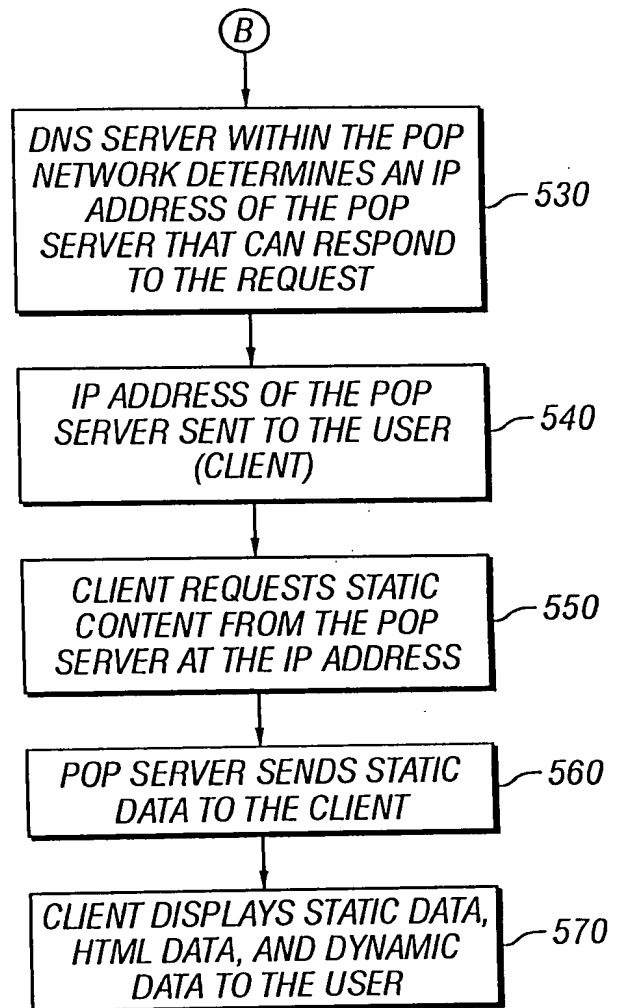 B
DNS SERVER WITHIN THE POP
NETWORK DETERMINES AN IP
ADDRESS OF THE POP
SERVER THAT CAN RESPOND
TO THE REQUEST
530
IP ADDRESS OF THE POP
SERVER SENT TO THE USER
(CLIENT)
540
CLIENT REQUESTS STATIC
CONTENT FROM THE POP
SERVER AT THE IP ADDRESS
550
POP SERVER SENDS STATIC
DATA TO THE CLIENT
560
CLIENT DISPLAYS STATIC DATA,
HTML DATA, AND DYNAMIC
DATA TO THE USER
570